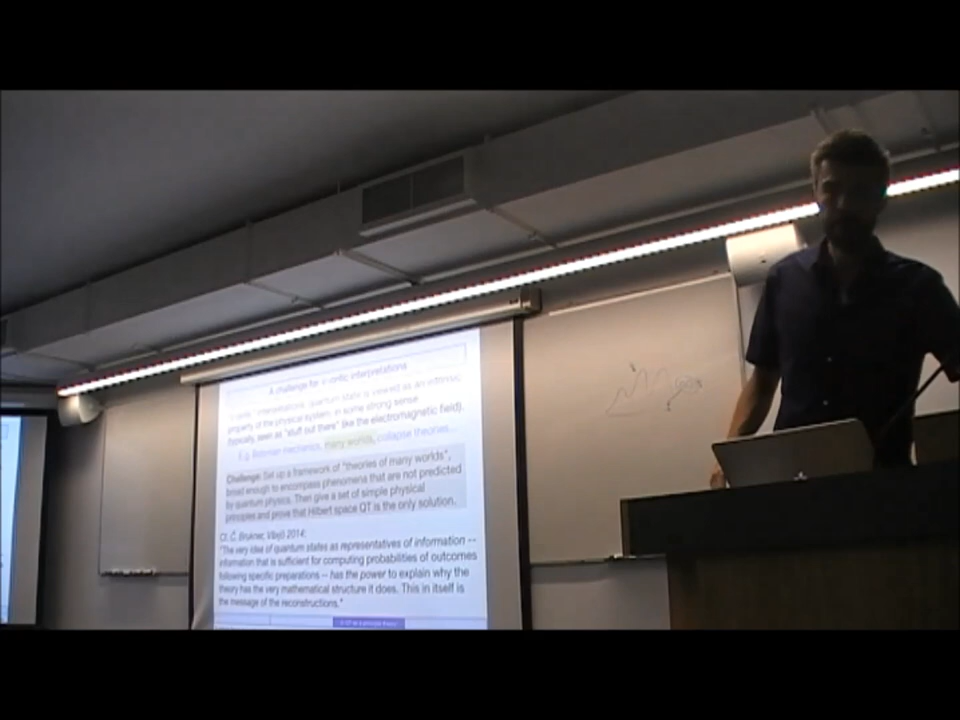 A challenge for ψ-ontic interpretations
interpretations: quantum state is viewed as an intrinsic
property of the physical system, in some strong sense
(typically, seen as "stuff out there" like the electromagnetic field).
E.g. Bohmian mechanics, many worlds, collapse theories...
Challenge: Set up a framework of "theories of many worlds",
broad enough to encompass phenomena that are not predicted
by quantum physics. Then give a set of simple physical
principles and prove that Hilbert space QT is the only solution.
Cf. Č. Brukner, Växjö 2014:
"The very idea of quantum states as representatives of information --
information that is sufficient for computing probabilities of outcomes
following specific preparations -- has the power to explain why the
theory has the very mathematical structure it does. This in itself is
the message of the reconstructions."